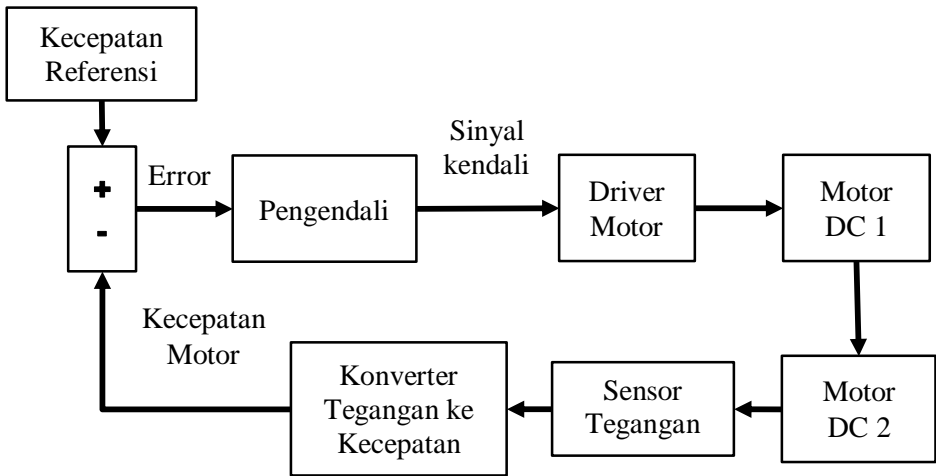 Kecepatan
Referensi
+
-
Error
Pengendali
Sinyal
kendali
Driver
Motor
Motor
DC 1
Kecepatan
Motor
Konverter
Tegangan ke
Kecepatan
Sensor
Tegangan
Motor
DC 2